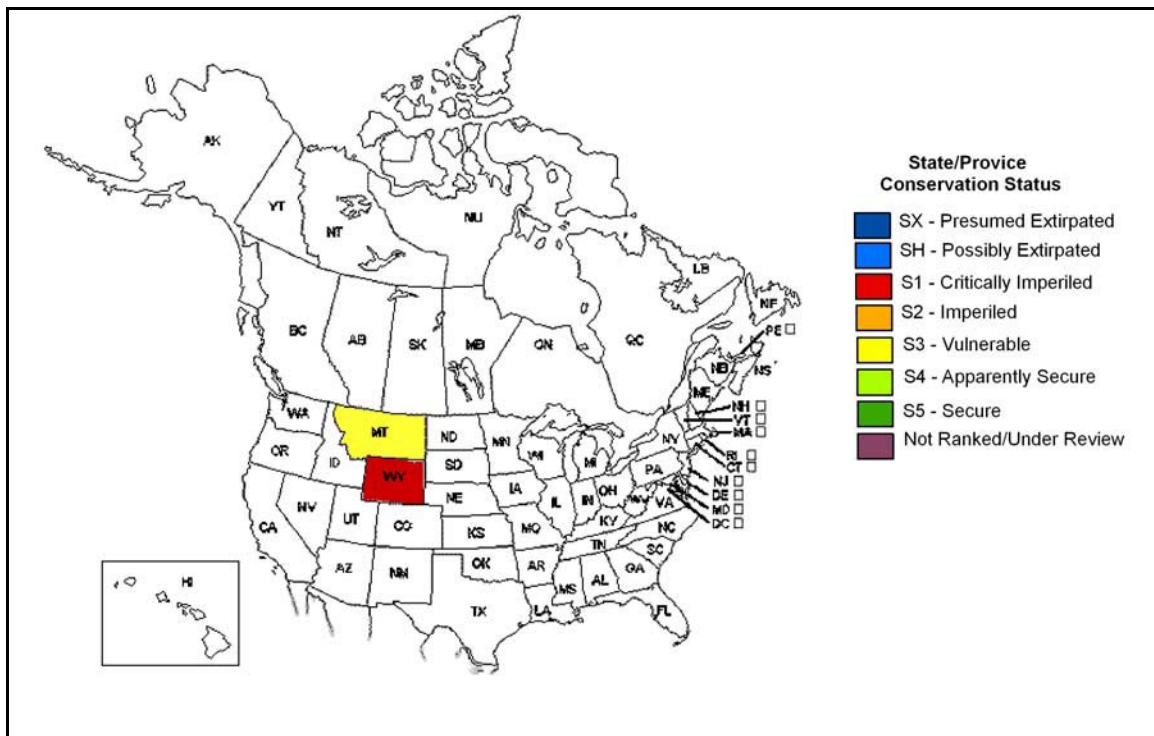 AK
YT
NT
NU
BC
AB
SK
MB
ON
QC
LB
NF
PE
NB
NS
ME
NH
VT
MA
RI
CT
NJ
DE
MD
DC
WA
MT
ND
MN
OR
ID
WY
SD
WI
MI
NY
PA
NE
IA
IL
IN
OH
WV
VA
NV
UT
CO
KS
MO
KY
CA
NC
TN
SC
AZ
NM
OK
AR
MS
AL
GA
TX
LA
FL
HI
State/Provice
Conservation Status
SX - Presumed Extirpated
SH - Possibly Extirpated
S1 - Critically Imperiled
S2 - Imperiled
S3 - Vulnerable
S4 - Apparently Secure
S5 - Secure
Not Ranked/Under Review